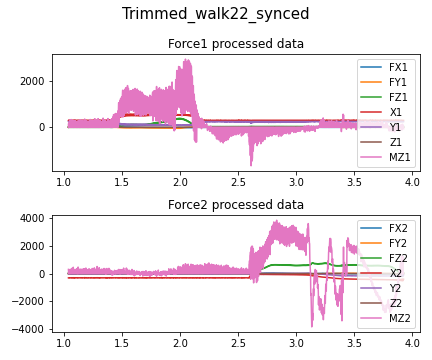 Trimmed_walk22_synced
Force1 processed data
2000
0
FX1
FY1
FZ1
X1
Y1
Z1
MZ1
1.0 1.5 2.0 2.5 3.0 3.5 4.0
Force2 processed data
4000
2000
0
−2000
−4000
FX2
FY2
FZ2
X2
Y2
Z2
MZ2
1.0 1.5 2.0 2.5 3.0 3.5 4.0